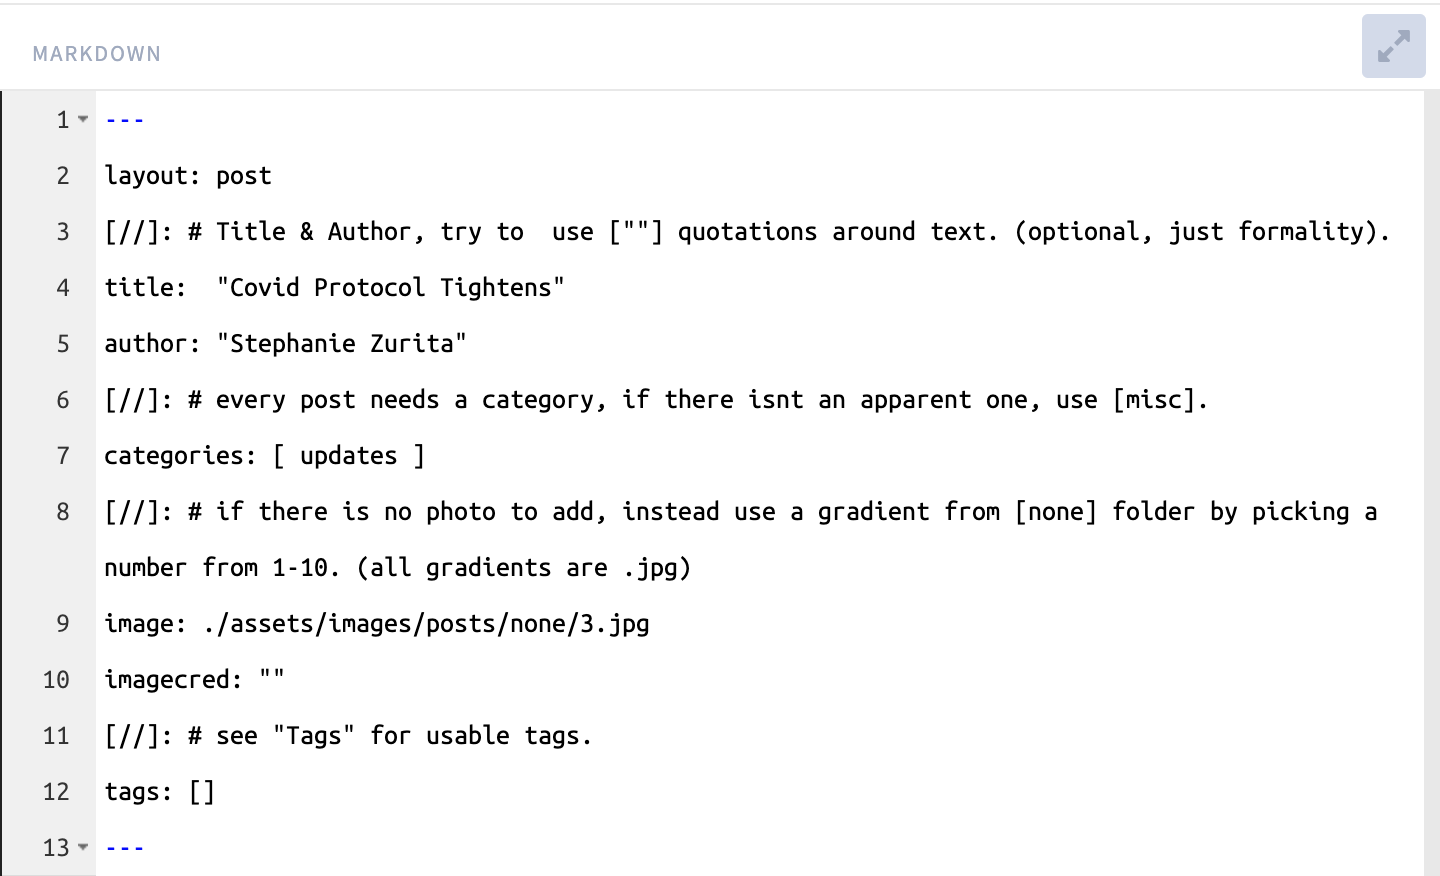 MARKDOWN
1 ---
2 layout: post
3 [//]: # Title & Author, try to  use [""] quotations around text. (optional, just formality).
4 title:  "Covid Protocol Tightens"
5 author: "Stephanie Zurita"
6 [//]: # every post needs a category, if there isnt an apparent one, use [misc].
7 categories: [ updates ]
8 [//]: # if there is no photo to add, instead use a gradient from [none] folder by picking a
number from 1-10. (all gradients are .jpg)
9 image: ./assets/images/posts/none/3.jpg
10 imagecred: ""
11 [//]: # see "Tags" for usable tags.
12 tags: []
13 ---